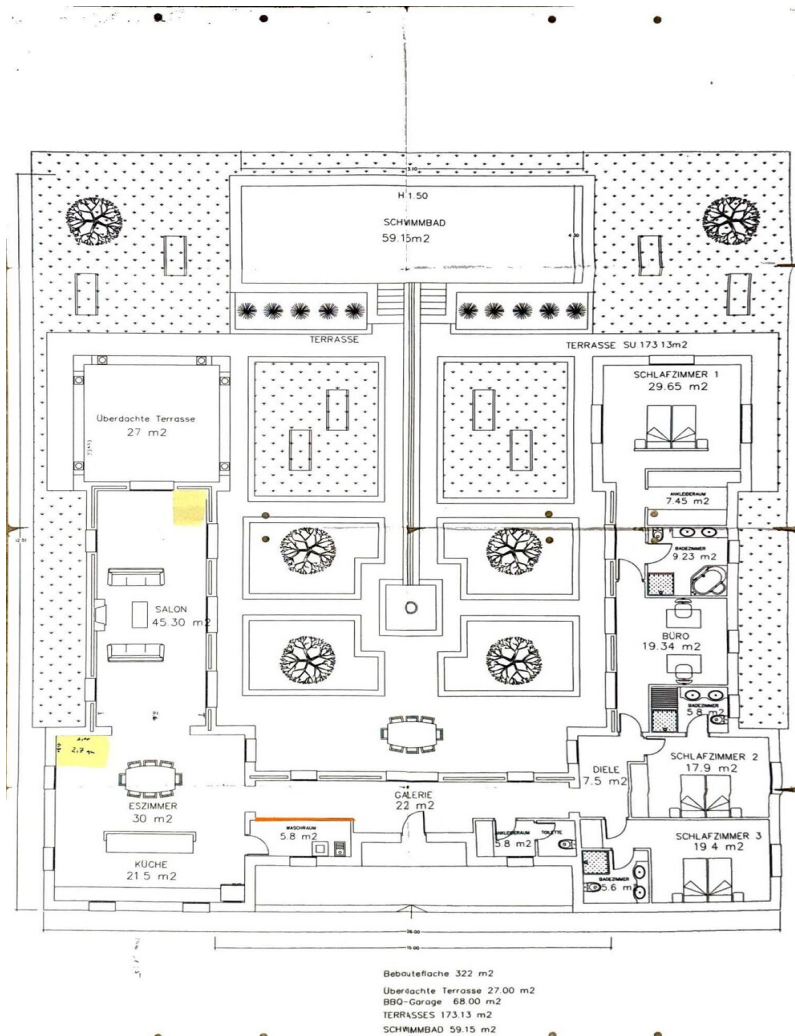 H 1.50
SCHWIMMBAD
59.15m2
TERRASSE
TERRASSE SU 173 13m2
SCHLAFZIMMER 1
29.65 m2
Überdachte Terrasse
27 m2
ANKLEIDERAUM
7.45 m2
BADEZIMMER
9.23 m2
SALON
45.30 m2
BÜRO
19.34 m2
BADEZIMMER
5.8 m2
2.7 qm
SCHLAFZIMMER 2
17.9 m2
DIELE
7.5 m2
GALERIE
22 m2
ESZIMMER
30 m2
WASCHRAUM
5.8 m2
ANKLEIDERAUM
5.8 m2
TOILETTE
SCHLAFZIMMER 3
19.4 m2
KÜCHE
21.5 m2
BADEZIMMER
5.6 m2
Bebauteflache 322 m2
Überdachte Terrasse 27.00 m2
BBQ-Garage 68.00 m2
TERRASSES 173.13 m2
SCHWIMMBAD 59.15 m2